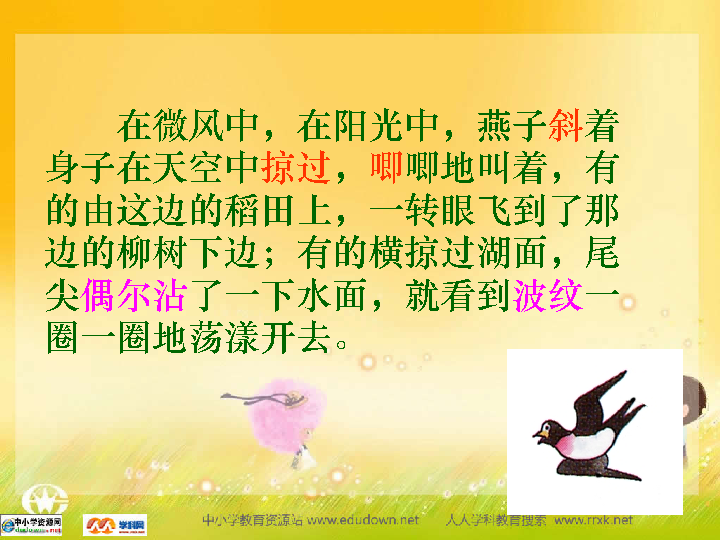 在微风中，在阳光中，燕子斜着
身子在天空中掠过，唧唧地叫着，有
的由这边的稻田上，一转眼飞到了那
边的柳树下边；有的横掠过湖面，尾
尖偶尔沾了一下水面，就看到波纹一
圈一圈地荡漾开去。
中小学资源网 学科网 中小学教育资源站 www.edudown.net 人人学科教育搜索 www.rrxk.net